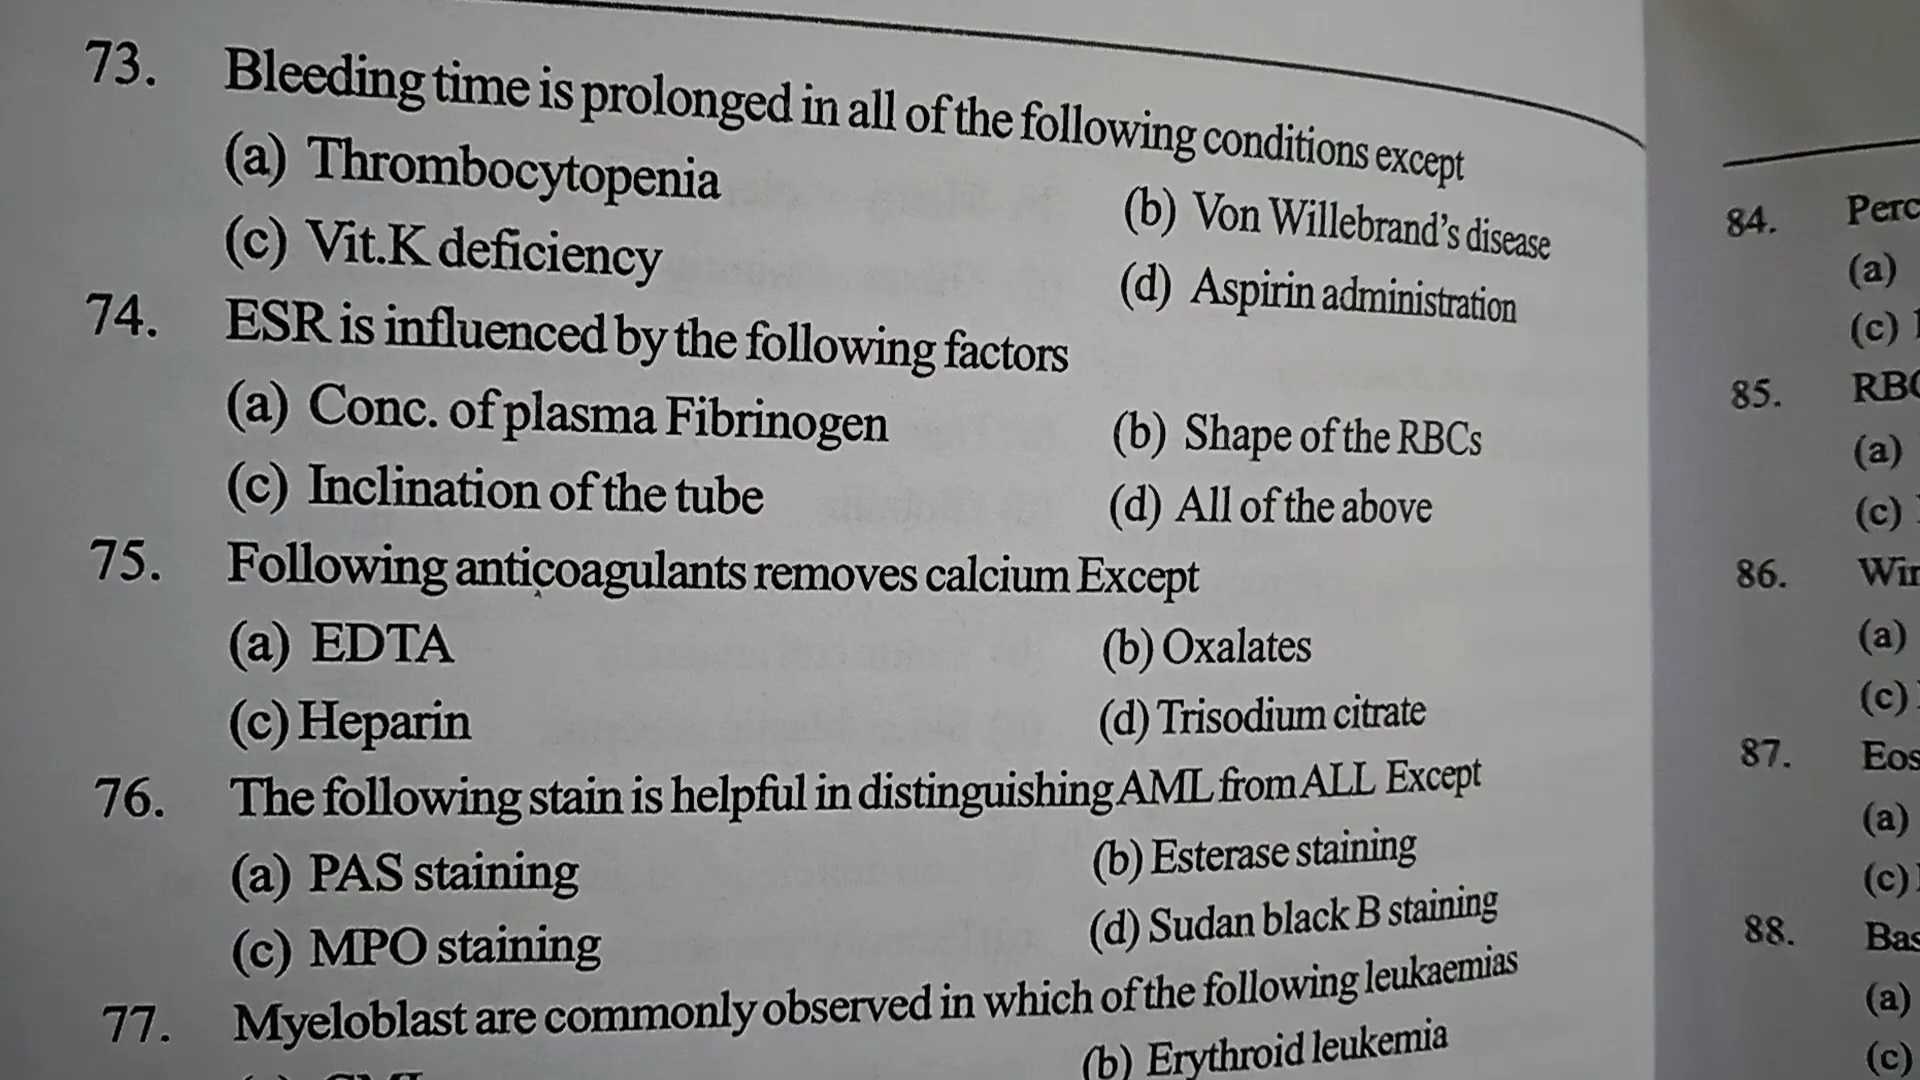 73. Bleeding time is prolonged in all of the following conditions except
(a) Thrombocytopenia (b) Von Willebrand's disease
(c) Vit.K deficiency (d) Aspirin administration
74. ESR is influenced by the following factors
(a) Conc. of plasma Fibrinogen (b) Shape of the RBCs
(c) Inclination of the tube (d) All of the above
75. Following anticoagulants removes calcium Except
(a) EDTA (b) Oxalates
(c) Heparin (d) Trisodium citrate
76. The following stain is helpful in distinguishing AML from ALL Except
(a) PAS staining (b) Esterase staining
(c) MPO staining (d) Sudan black B staining
77. Myeloblast are commonly observed in which of the following leukaemias
(b) Erythroid leukemia
84.
(a)
(c)
85.
(a)
(c)
86.
(a)
(c)
87.
(a)
(c)
88.
(a)
(c)